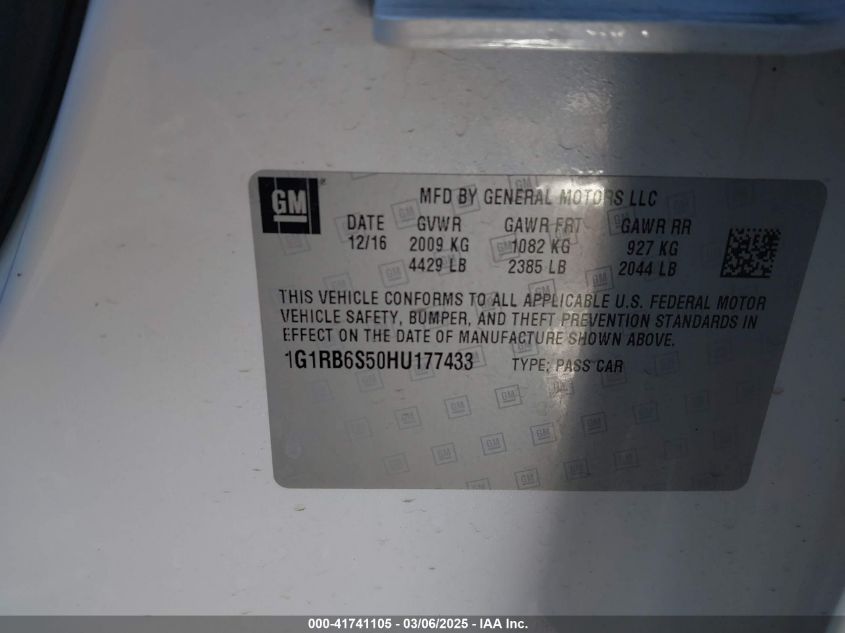 GM
MFD BY GENERAL MOTORS LLC
DATE GVWR GAWR FRT GAWR RR
12/16 2009 KG 1082 KG 927 KG
4429 LB 2385 LB 2044 LB
THIS VEHICLE CONFORMS TO ALL APPLICABLE U.S. FEDERAL MOTOR
VEHICLE SAFETY, BUMPER, AND THEFT PREVENTION STANDARDS IN
EFFECT ON THE DATE OF MANUFACTURE SHOWN ABOVE.
1G1RB6S50HU177433 TYPE: PASS CAR
000-41741105 - 03/06/2025 - IAA Inc.